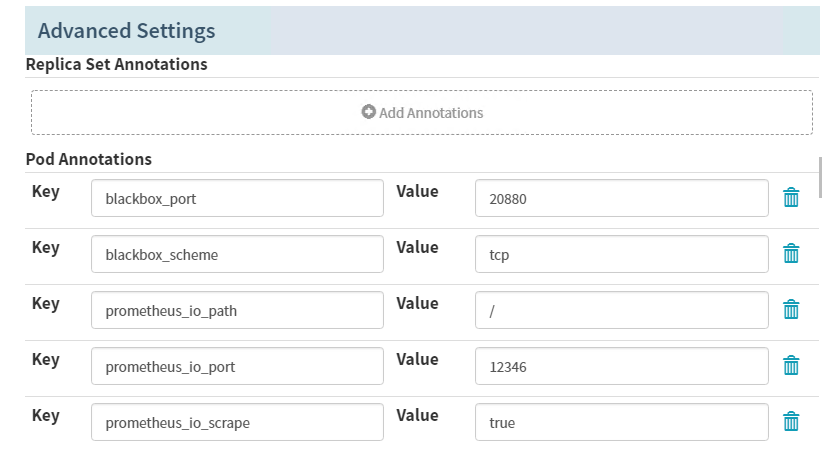 Advanced Settings
Replica Set Annotations
Add Annotations
Pod Annotations
Key blackbox_port Value 20880
Key blackbox_scheme Value tcp
Key prometheus_io_path Value /
Key prometheus_io_port Value 12346
Key prometheus_io_scrape Value true